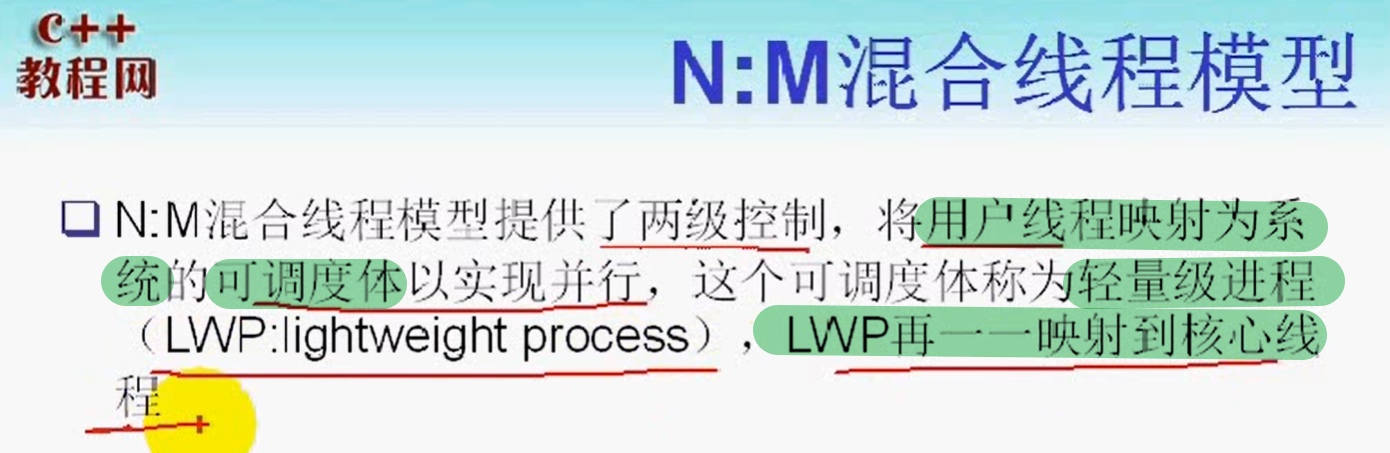 c++
教程网
N:M混合线程模型
N:M混合线程模型提供了两级控制，将用户线程映射为系
统的可调度体以实现并行，这个可调度体称为轻量级进程
（LWP:lightweight process），LWP再一一映射到核心线
程